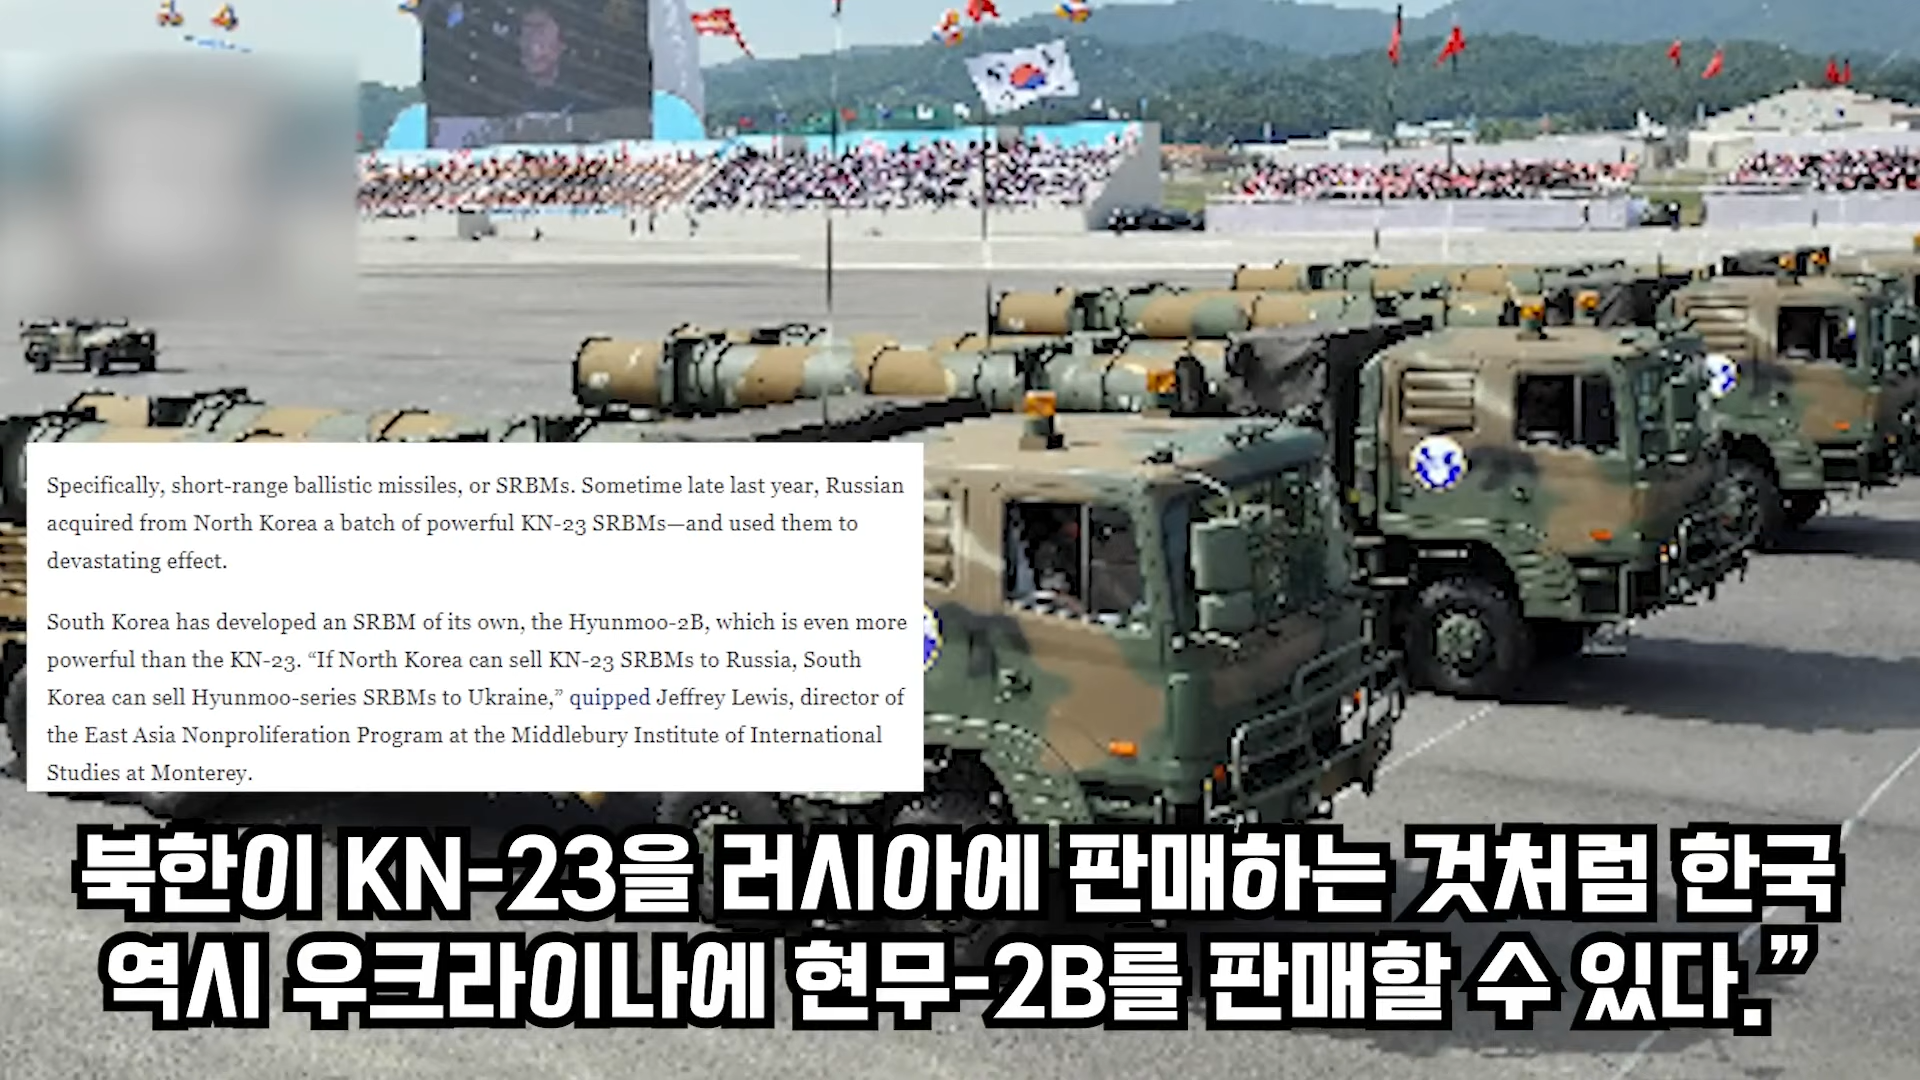 Specifically, short-range ballistic missiles, or SRBMs. Sometime late last year, Russian
acquired from North Korea a batch of powerful KN-23 SRBMs—and used them to
devastating effect.
South Korea has developed an SRBM of its own, the Hyunmoo-2B, which is even more
powerful than the KN-23. “If North Korea can sell KN-23 SRBMs to Russia, South
Korea can sell Hyunmoo-series SRBMs to Ukraine,” quipped Jeffrey Lewis, director of
the East Asia Nonproliferation Program at the Middlebury Institute of International
Studies at Monterey.
북한이 KN-23을 러시아에 판매하는 것처럼 한국
역시 우크라이나에 현무-2B를 판매할 수 있다.”